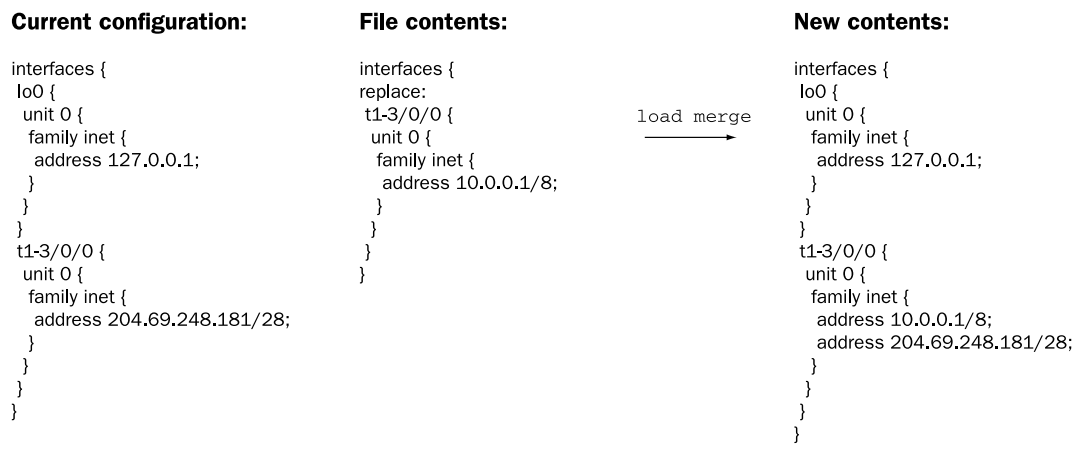 Current configuration:
interfaces {
lo0 {
unit 0 {
family inet {
address 127.0.0.1;
}
}
}
t1-3/0/0 {
unit 0 {
family inet {
address 204.69.248.181/28;
}
}
}
}
File contents:
interfaces {
replace:
t1-3/0/0 {
unit 0 {
family inet {
address 10.0.0.1/8;
}
}
}
}
load merge
New contents:
interfaces {
lo0 {
unit 0 {
family inet {
address 127.0.0.1;
}
}
}
t1-3/0/0 {
unit 0 {
family inet {
address 10.0.0.1/8;
address 204.69.248.181/28;
}
}
}
}